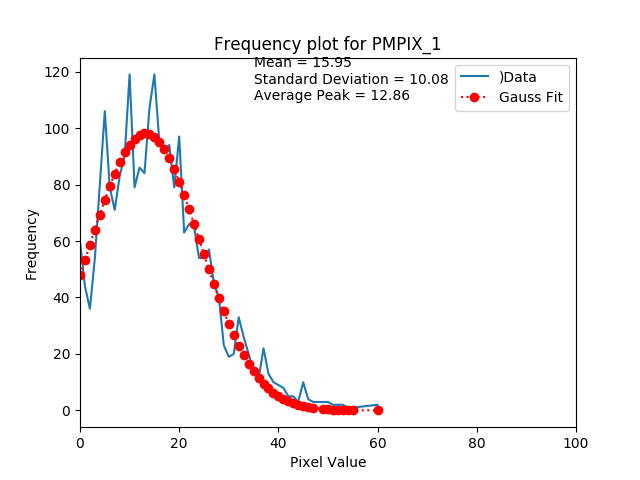 Frequency plot for PMPIX_1
Mean = 15.95
Standard Deviation = 10.08
Average Peak = 12.86
)Data
Gauss Fit
Frequency
120
100
80
60
40
20
0
0 20 40 60 80 100
Pixel Value